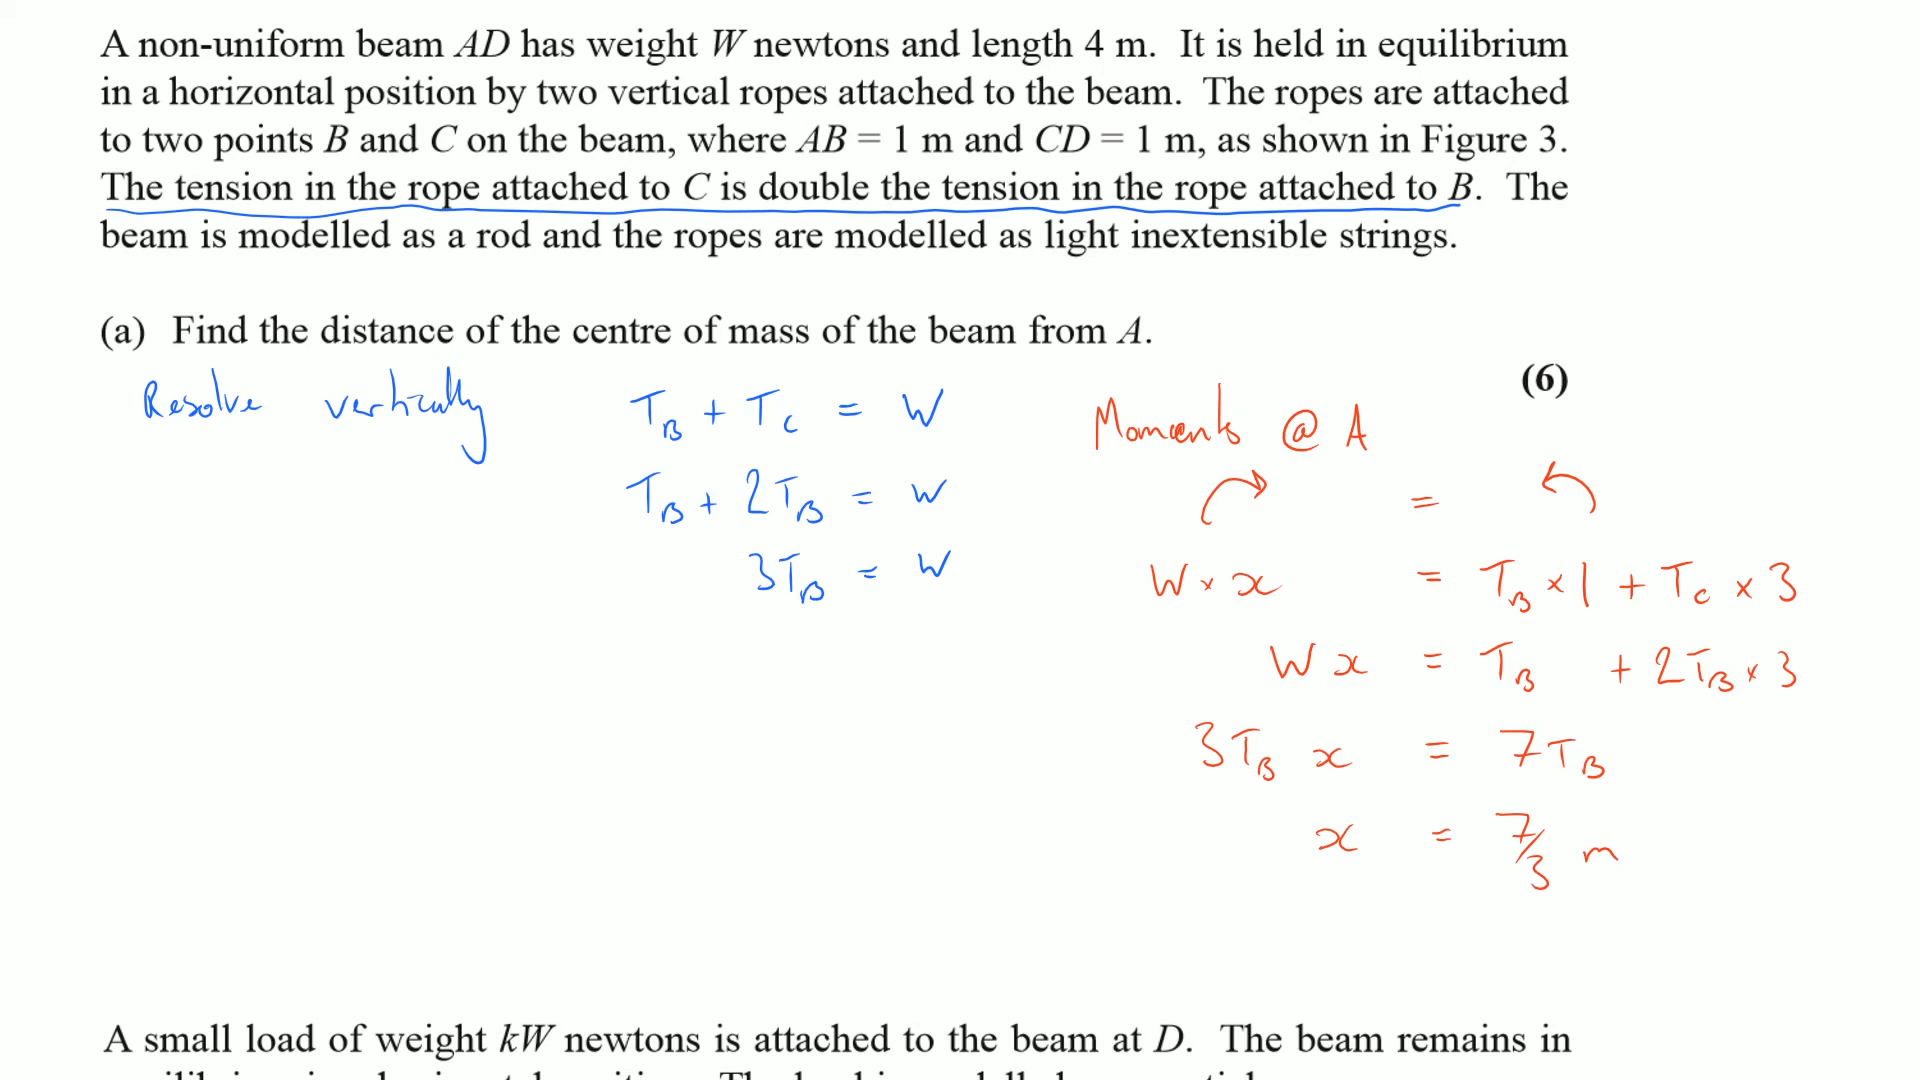 A non-uniform beam AD has weight W newtons and length 4 m. It is held in equilibrium
in a horizontal position by two vertical ropes attached to the beam. The ropes are attached
to two points B and C on the beam, where AB = 1 m and CD = 1 m, as shown in Figure 3.
The tension in the rope attached to C is double the tension in the rope attached to B. The
beam is modelled as a rod and the ropes are modelled as light inextensible strings.
(a) Find the distance of the centre of mass of the beam from A.
(6)
Resolve vertically
T_B + T_C = W
T_B + 2T_B = W
3T_B = W
Moments @ A
=
W × x = T_B × 1 + T_C × 3
W x = T_B + 2T_B × 3
3T_B x = 7T_B
x = 7/3 m
A small load of weight kW newtons is attached to the beam at D. The beam remains in